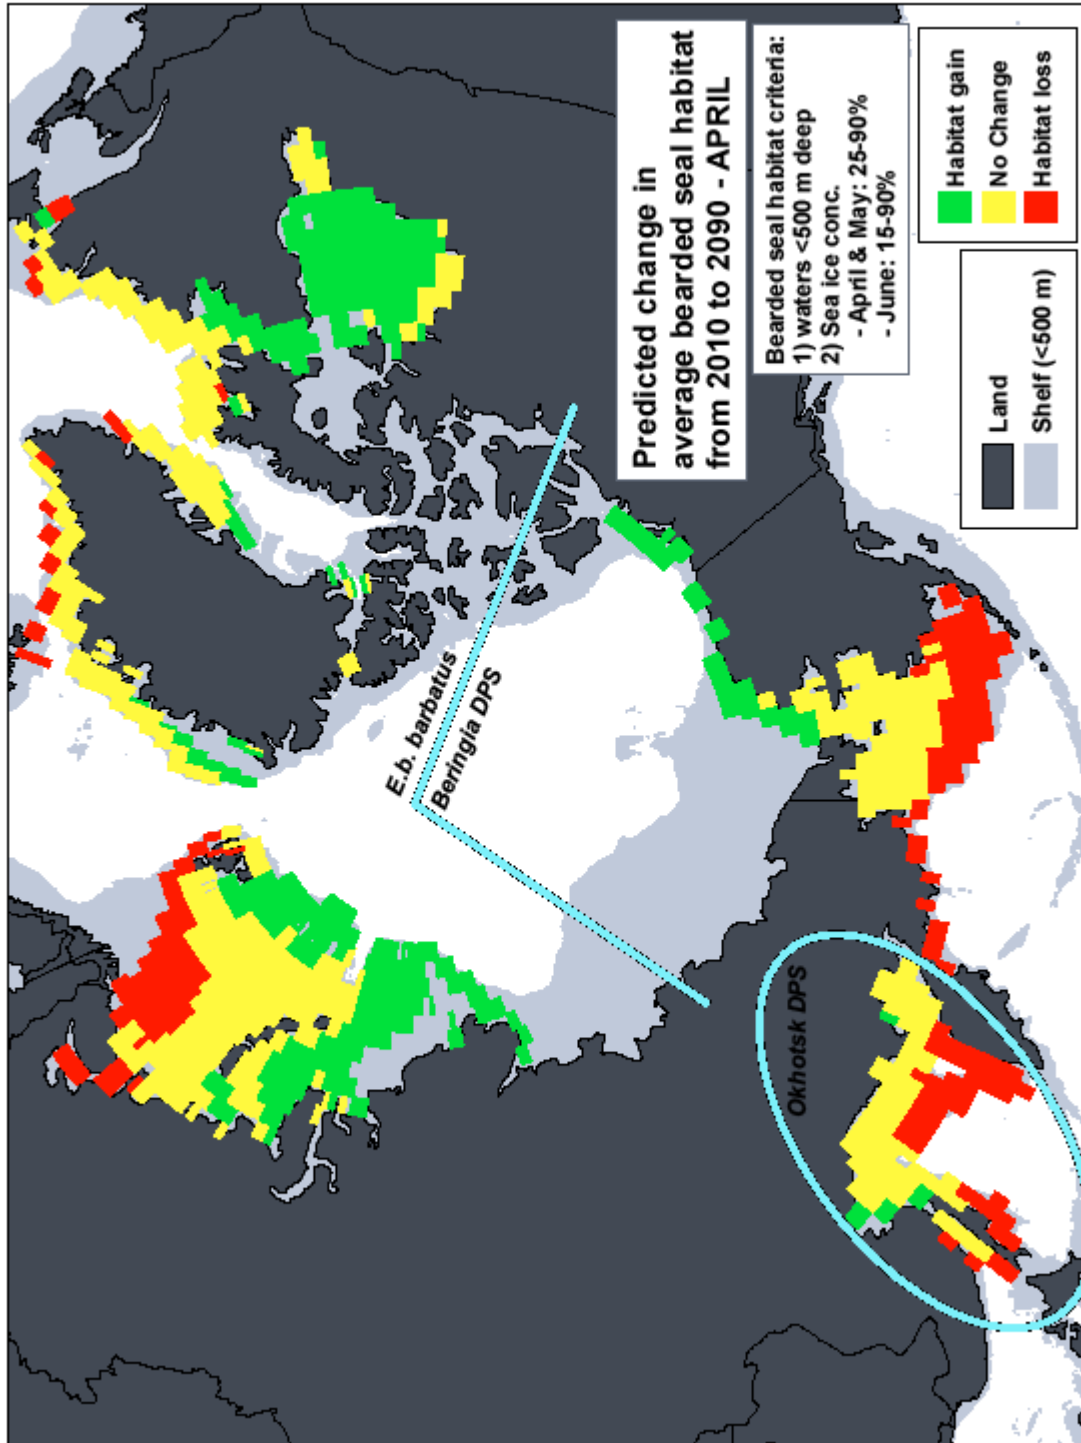 E.b. barbatus
Beringia DPS
Okhotsk DPS
Predicted change in
average bearded seal habitat
from 2010 to 2090 - APRIL
Bearded seal habitat criteria:
1) waters <500 m deep
2) Sea ice conc.
- April & May: 25-90%
- June: 15-90%
Land
Shelf (<500 m)
Habitat gain
No Change
Habitat loss